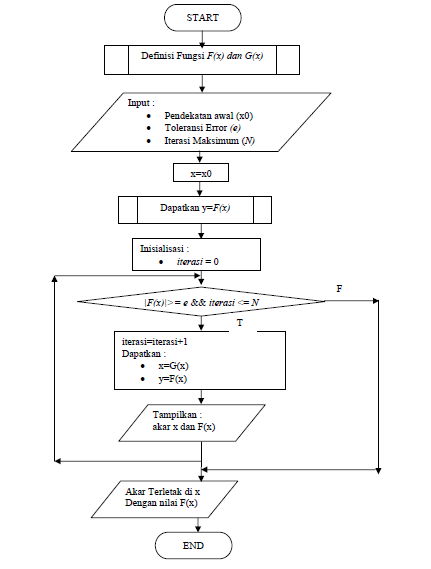 START
Definisi Fungsi F(x) dan G(x)
Input :
• Pendekatan awal (x0)
• Toleransi Error (e)
• Iterasi Maksimum (N)
x=x0
Dapatkan y=F(x)
Inisialisasi :
• iterasi = 0
|F(x)|>= e && iterasi <= N
F
T
iterasi=iterasi+1
Dapatkan :
• x=G(x)
• y=F(x)
Tampilkan :
akar x dan F(x)
Akar Terletak di x
Dengan nilai F(x)
END